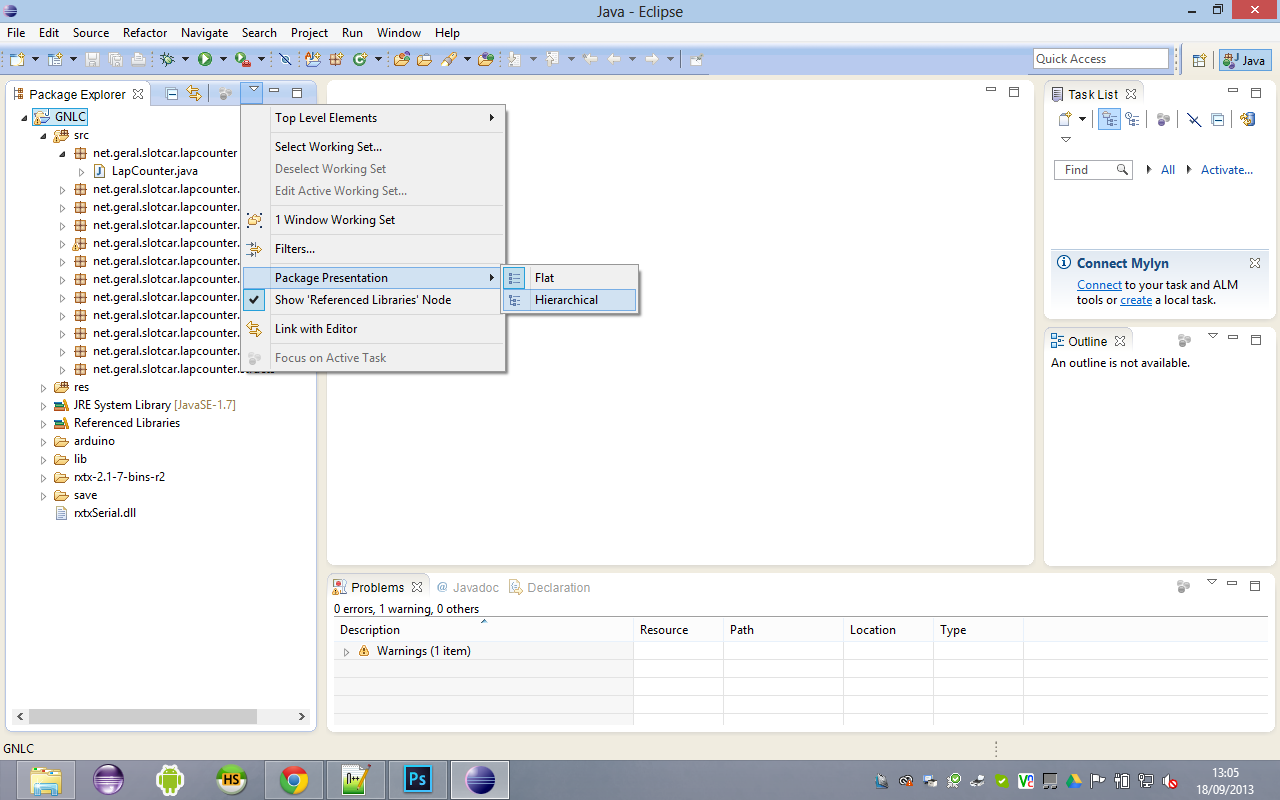 Java - Eclipse
File Edit Source Refactor Navigate Search Project Run Window Help
Quick Access
Java
Package Explorer
GNLC
src
net.geral.slotcar.lapcounter
LapCounter.java
net.geral.slotcar.lapcounter.
net.geral.slotcar.lapcounter.
net.geral.slotcar.lapcounter.
net.geral.slotcar.lapcounter.
net.geral.slotcar.lapcounter.
net.geral.slotcar.lapcounter.
net.geral.slotcar.lapcounter.
net.geral.slotcar.lapcounter.
net.geral.slotcar.lapcounter.
net.geral.slotcar.lapcounter.
net.geral.slotcar.lapcounter.structs
res
JRE System Library [JavaSE-1.7]
Referenced Libraries
arduino
lib
rxtx-2.1-7-bins-r2
save
rxtxSerial.dll
Top Level Elements
Select Working Set...
Deselect Working Set
Edit Active Working Set...
1 Window Working Set
Filters...
Package Presentation
Show 'Referenced Libraries' Node
Link with Editor
Focus on Active Task
Flat
Hierarchical
Task List
Find
All
Activate...
Connect Mylyn
Connect to your task and ALM
tools or create a local task.
Outline
An outline is not available.
Problems
@ Javadoc
Declaration
0 errors, 1 warning, 0 others
Description Resource Path Location Type
Warnings (1 item)
GNLC
HS
Ps
13:05
18/09/2013